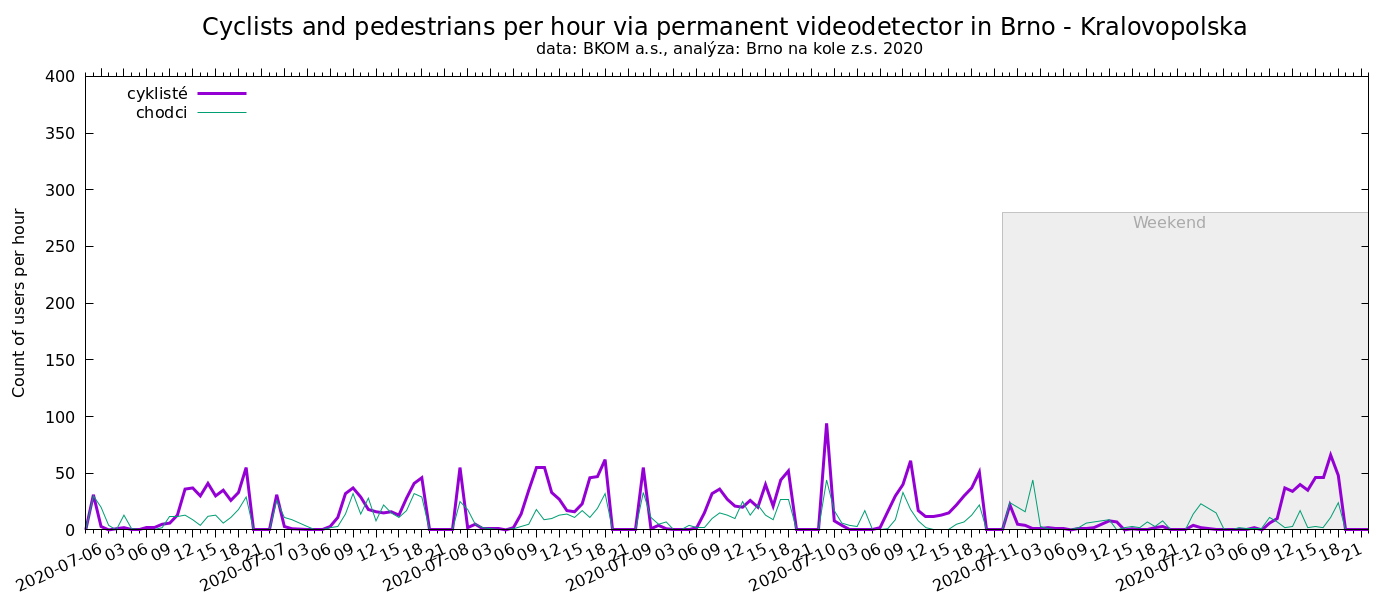 Cyclists and pedestrians per hour via permanent videodetector in Brno - Kralovopolska
data: BKOM a.s., analýza: Brno na kole z.s. 2020
cyklisté
chodci
Weekend
Count of users per hour
400
350
300
250
200
150
100
50
0
2020-07-06 03 06 09 12 15 18 21 2020-07-07 03 06 09 12 15 18 21 2020-07-08 03 06 09 12 15 18 21 2020-07-09 03 06 09 12 15 18 21 2020-07-10 03 06 09 12 15 18 21 2020-07-11 03 06 09 12 15 18 21 2020-07-12 03 06 09 12 15 18 21